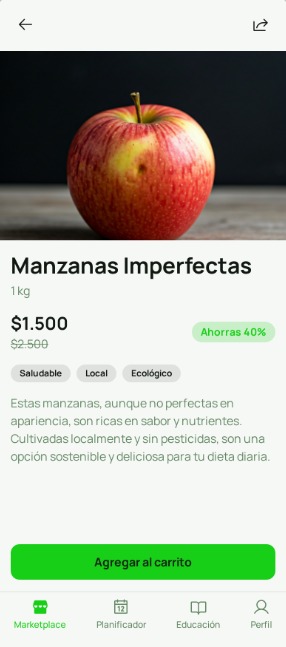 Manzanas Imperfectas
1 kg
$1.500
$2.500
Ahorras 40%
Saludable Local Ecológico
Estas manzanas, aunque no perfectas en
apariencia, son ricas en sabor y nutrientes.
Cultivadas localmente y sin pesticidas, son una
opción sostenible y deliciosa para tu dieta diaria.
Agregar al carrito
12
Marketplace Planificador Educación Perfil